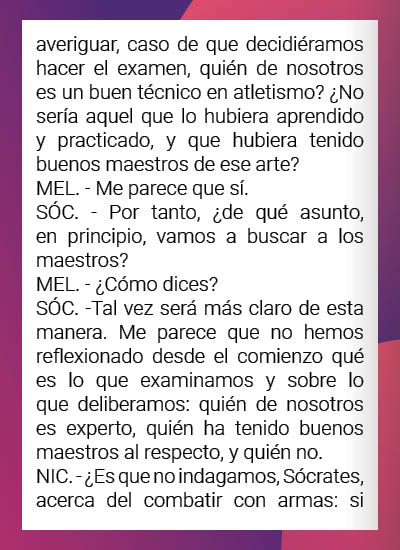 averiguar, caso de que decidiéramos
hacer el examen, quién de nosotros
es un buen técnico en atletismo? ¿No
sería aquel que lo hubiera aprendido
y practicado, y que hubiera tenido
buenos maestros de ese arte?
MEL. - Me parece que sí.
SÓC. - Por tanto, ¿de qué asunto,
en principio, vamos a buscar a los
maestros?
MEL. - ¿Cómo dices?
SÓC. -Tal vez será más claro de esta
manera. Me parece que no hemos
reflexionado desde el comienzo qué
es lo que examinamos y sobre lo
que deliberamos: quién de nosotros
es experto, quién ha tenido buenos
maestros al respecto, y quién no.
NIC. - ¿Es que no indagamos, Sócrates,
acerca del combatir con armas: si